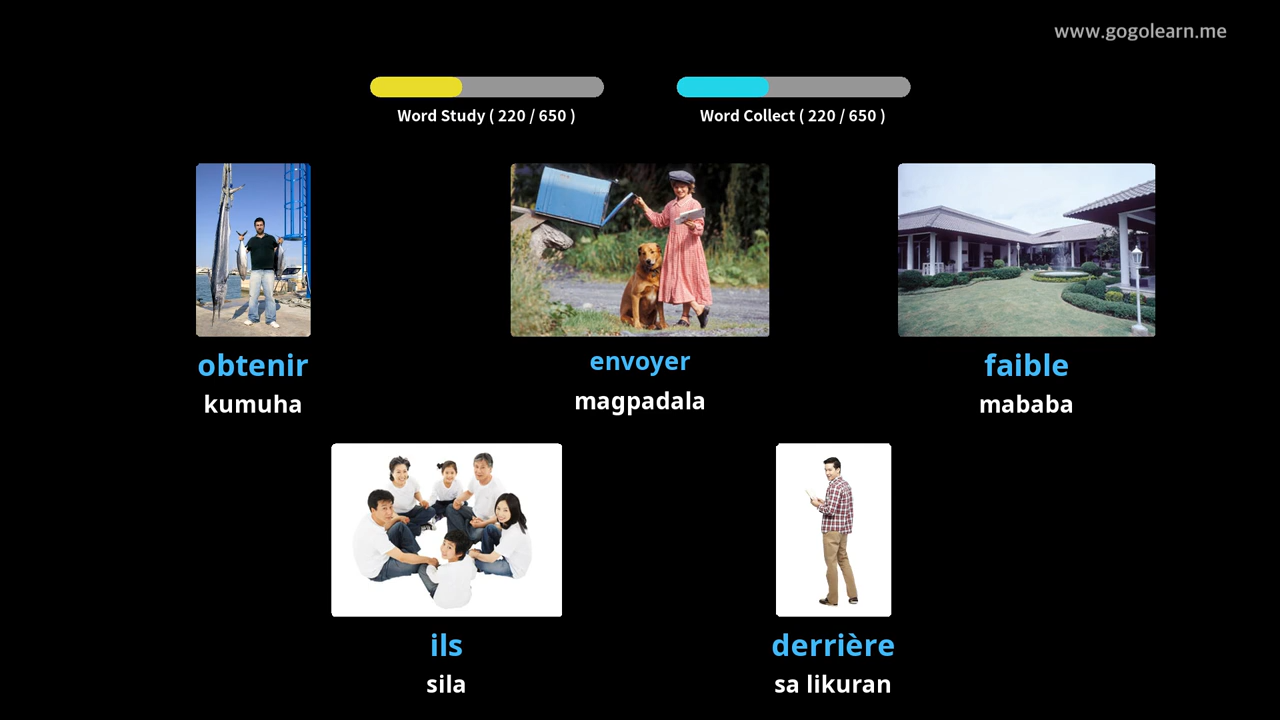 www.gogolearn.me
Word Study ( 220 / 650 )
Word Collect ( 220 / 650 )
obtenir
kumuha
envoyer
magpadala
faible
mababa
ils
sila
derrière
sa likuran